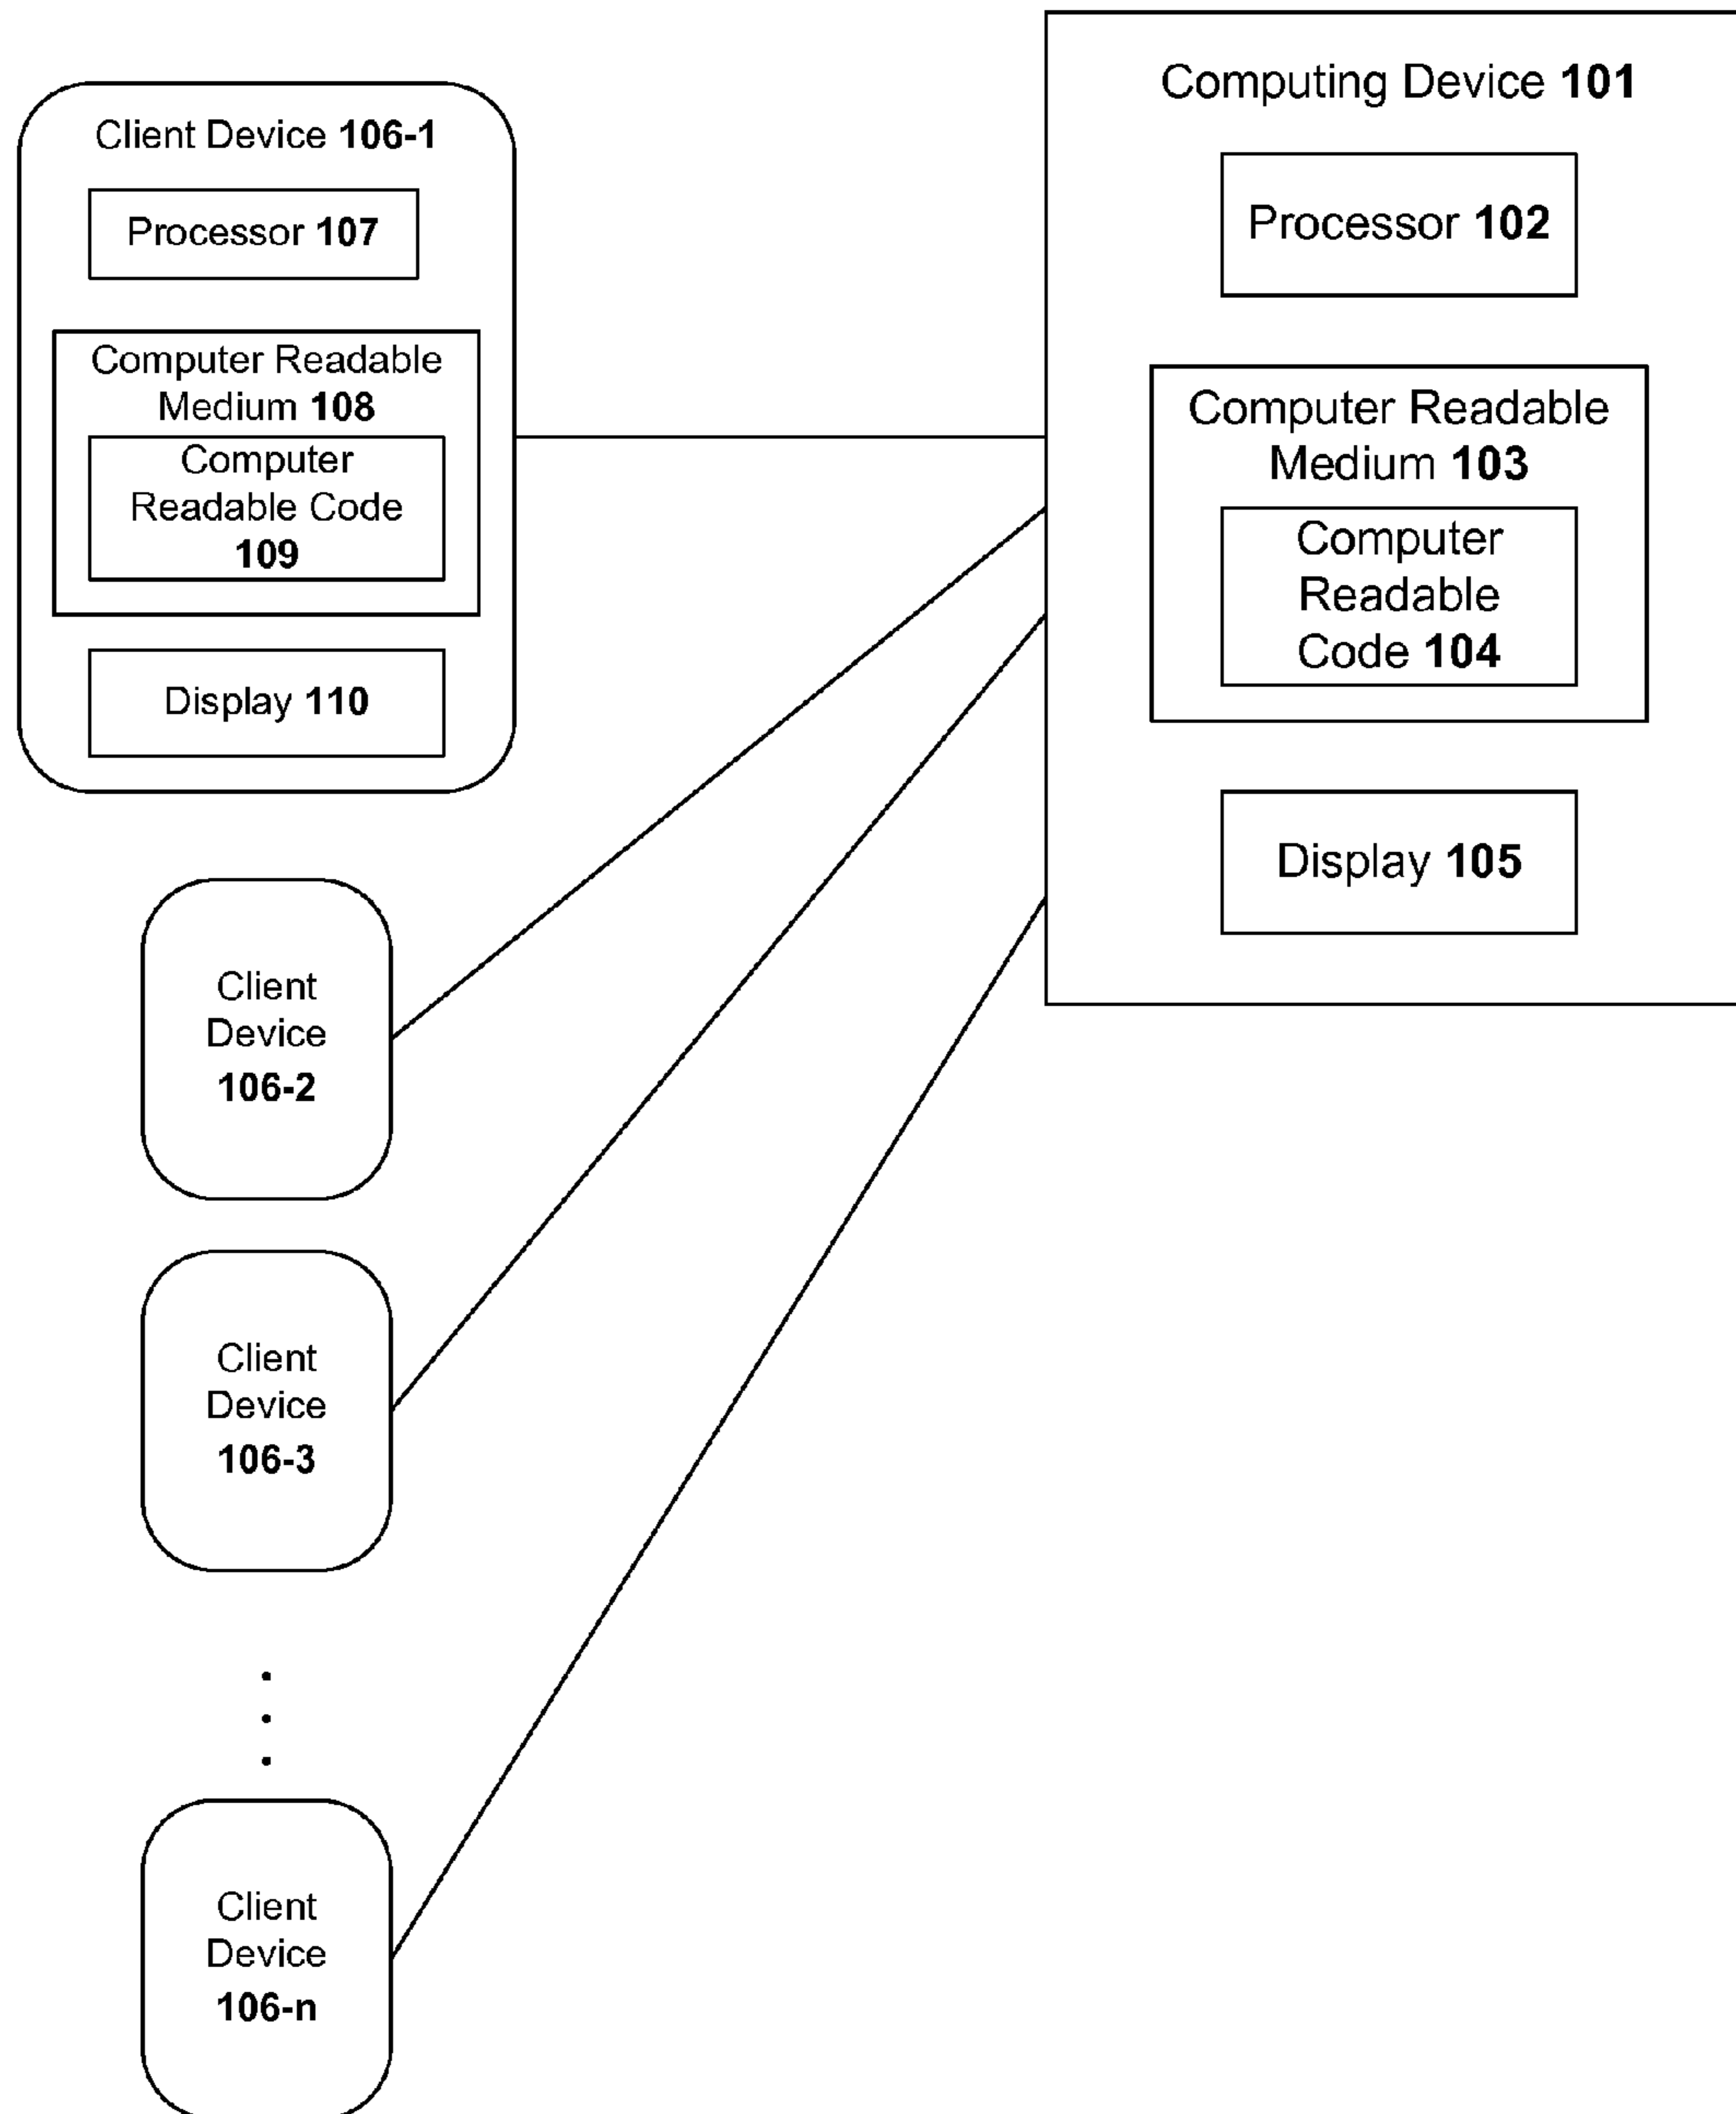 Client Device 106-1
Processor 107
Computer Readable
Medium 108
Computer
Readable Code
109
Display 110
Client
Device
106-2
Client
Device
106-3
Client
Device
106-n
Computing Device 101
Processor 102
Computer Readable
Medium 103
Computer
Readable
Code 104
Display 105